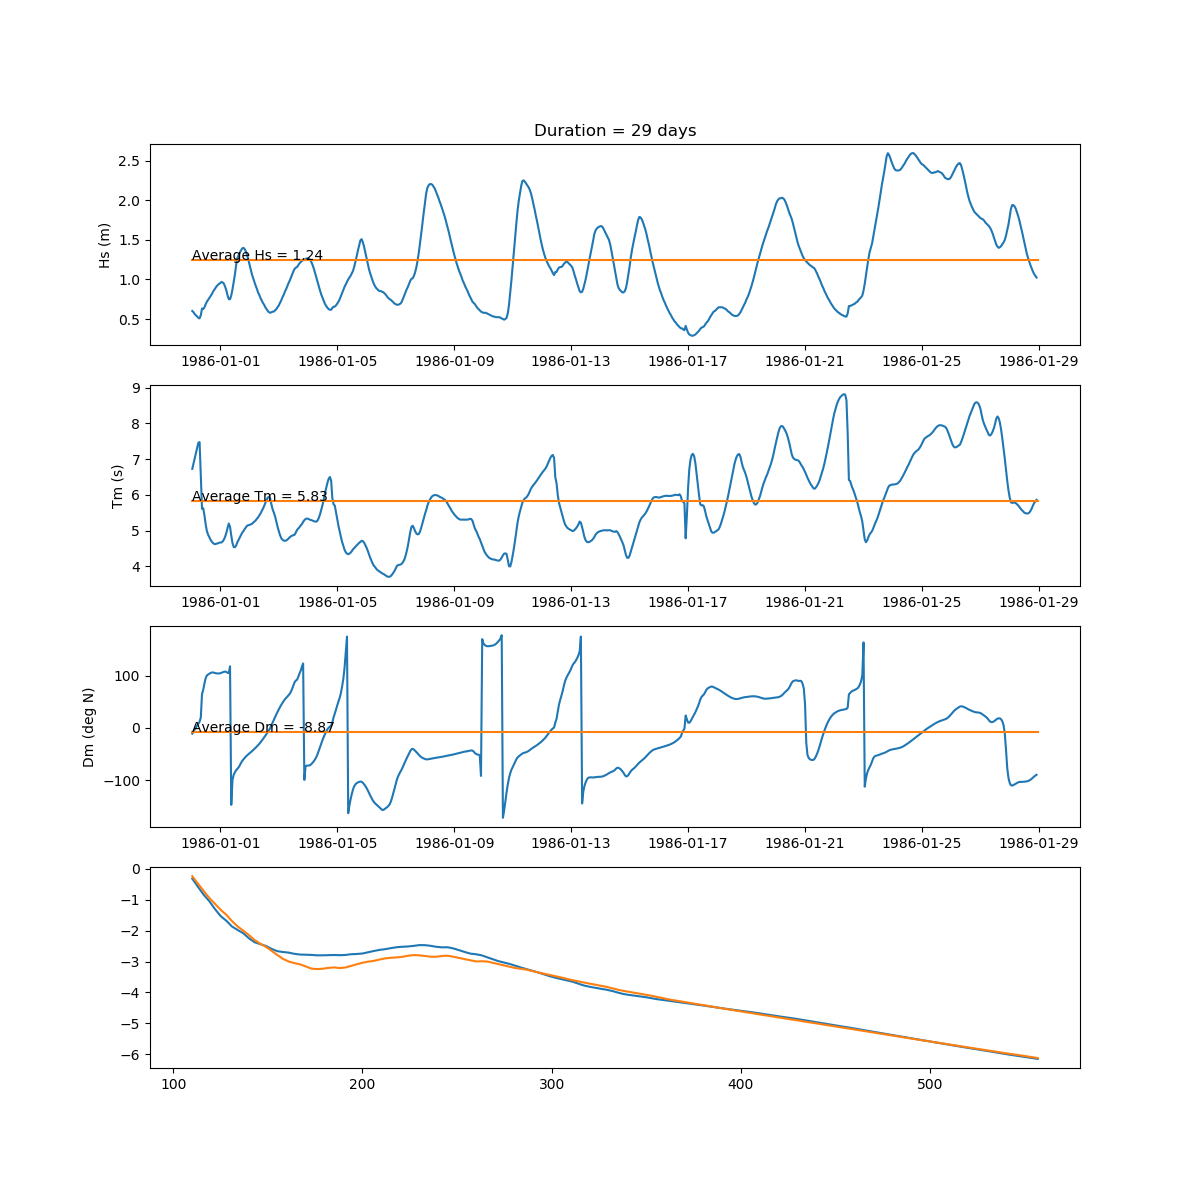 Duration = 29 days
2.5
2.0
1.5
1.0
0.5
Hs (m)
Average Hs = 1.24
1986-01-01 1986-01-05 1986-01-09 1986-01-13 1986-01-17 1986-01-21 1986-01-25 1986-01-29
9
8
7
6
5
4
Tm (s)
Average Tm = 5.83
1986-01-01 1986-01-05 1986-01-09 1986-01-13 1986-01-17 1986-01-21 1986-01-25 1986-01-29
100
0
−100
Dm (deg N)
Average Dm = -8.87
1986-01-01 1986-01-05 1986-01-09 1986-01-13 1986-01-17 1986-01-21 1986-01-25 1986-01-29
0
−1
−2
−3
−4
−5
−6
100 200 300 400 500